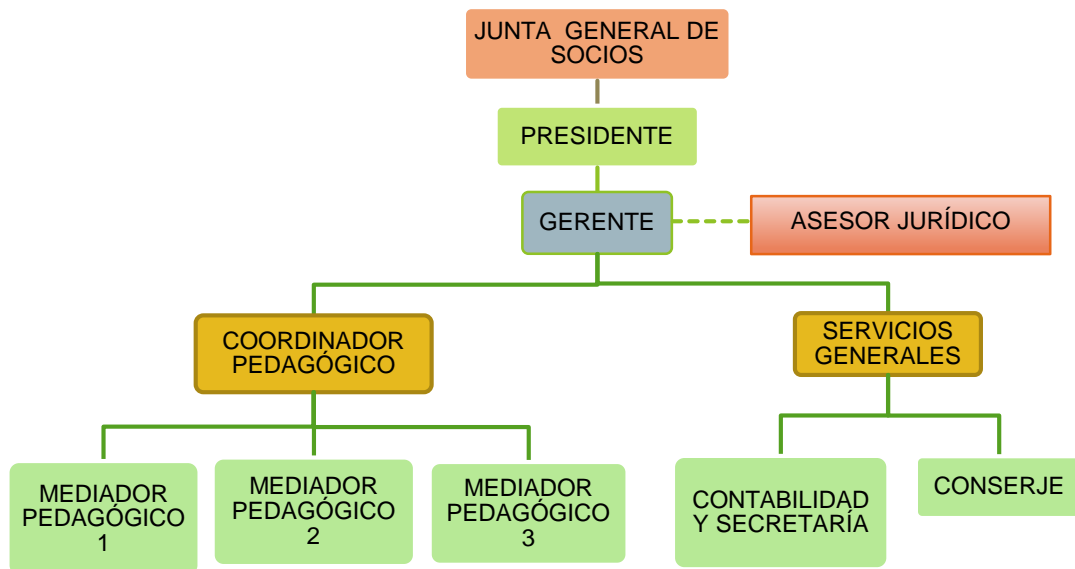 JUNTA GENERAL DE
SOCIOS
PRESIDENTE
GERENTE
ASESOR JURÍDICO
COORDINADOR
PEDAGÓGICO
SERVICIOS
GENERALES
MEDIADOR
PEDAGÓGICO
1
MEDIADOR
PEDAGÓGICO
2
MEDIADOR
PEDAGÓGICO
3
CONTABILIDAD
Y SECRETARÍA
CONSERJE